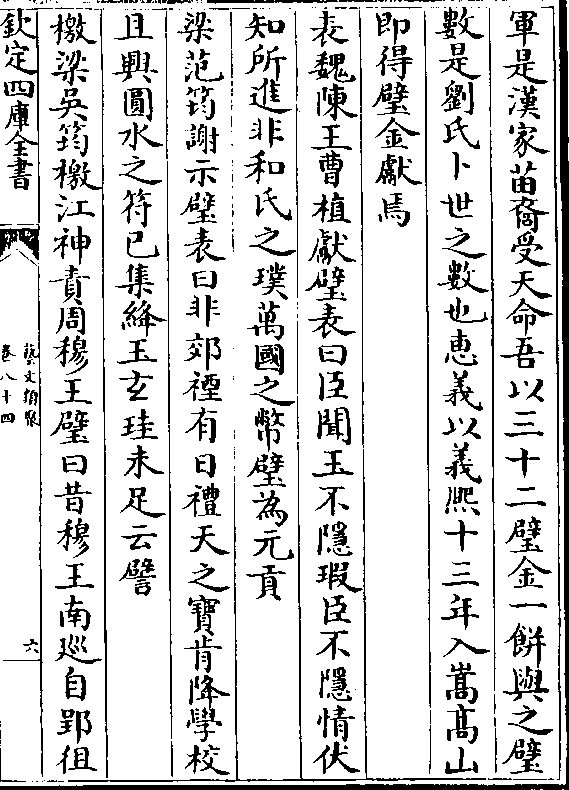 軍是漢家苗裔受天命吾以三十二璧金一餅與之璧
數是劉氏卜世之數也惠義以義熙十三年入嵩髙山
即得璧金獻焉
表魏陳王曹植獻璧表曰臣聞玉不隱瑕臣不隱情伏
知所進非和氏之璞萬國之幣璧為元貢
梁范筠謝示璧表曰非郊禋有日禮天之寶肯降學校
且興圓水之符已集絳玉玄珪未足云譬
檄梁吳筠檄江神責周穆王璧曰昔穆王南廵自郢徂
欽定四庫全書
藝文類聚
卷八十四
六